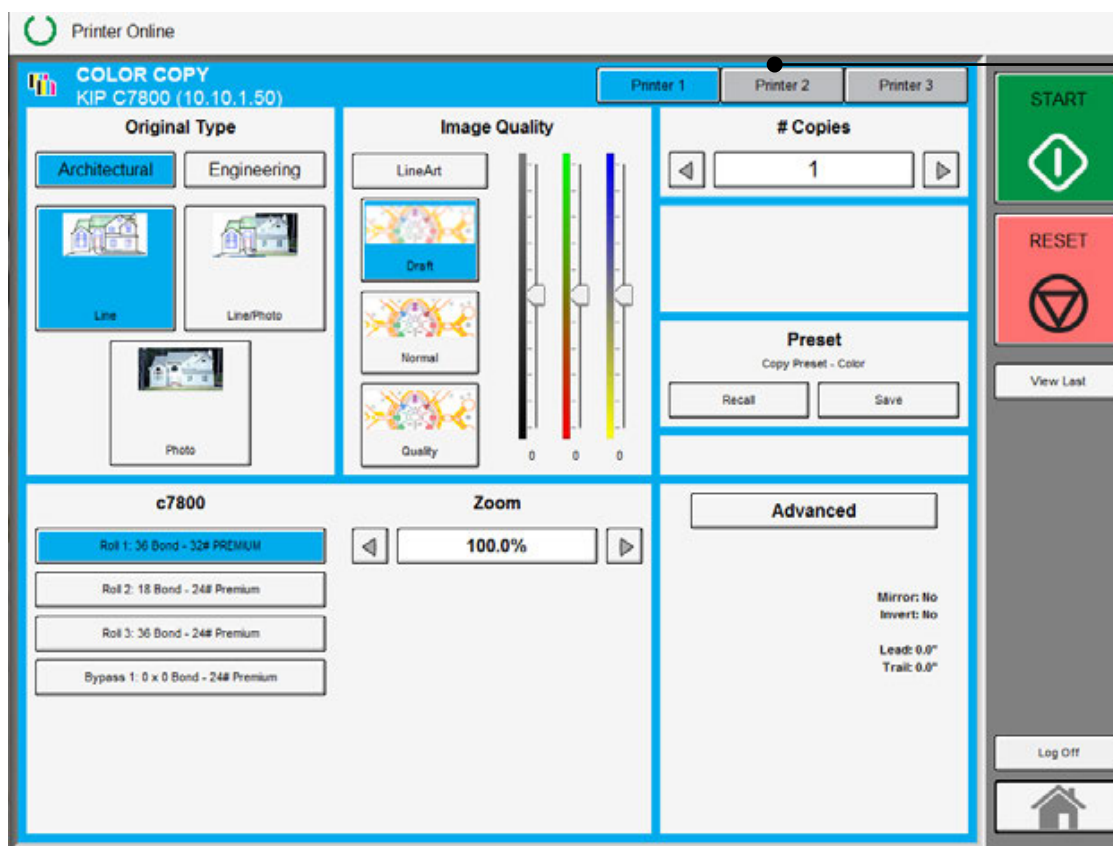 Printer Online
COLOR COPY
KIP C7800 (10.10.1.50)
Printer 1
Printer 2
Printer 3
Original Type
Architectural
Engineering
Line
Line/Photo
Photo
Image Quality
LineArt
Draft
Normal
Quality
0 0 0
# Copies
1
Preset
Copy Preset - Color
Recall
Save
c7800
Roll 1: 36 Bond - 32# PREMIUM
Roll 2: 18 Bond - 24# Premium
Roll 3: 36 Bond - 24# Premium
Bypass 1: 0 x 0 Bond - 24# Premium
Zoom
100.0%
Advanced
Mirror: No
Invert: No
Lead: 0.0"
Trail: 0.0"
START
RESET
View Last
Log Off